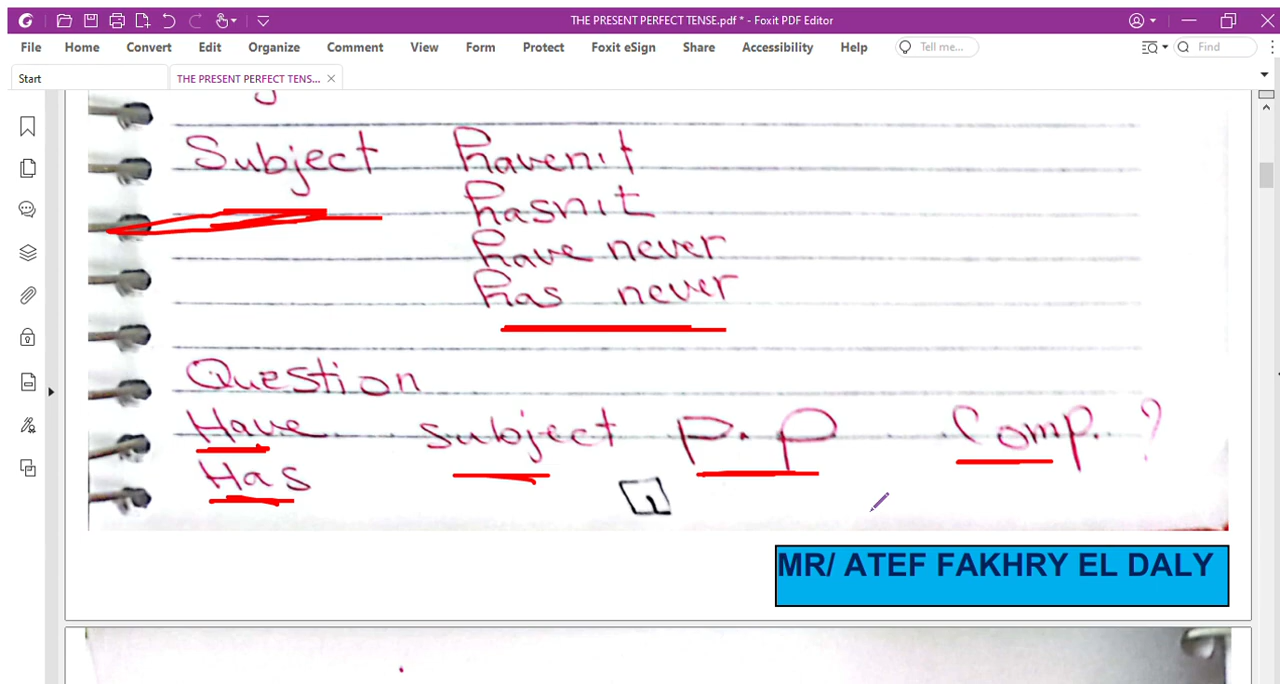 THE PRESENT PERFECT TENSE.pdf * - Foxit PDF Editor
File Home Convert Edit Organize Comment View Form Protect Foxit eSign Share Accessibility Help Tell me... Find
Start THE PRESENT PERFECT TENS...
Subject haven't
hasn't
have never
has never
Question
Have subject P.P Comp. ?
Has
1
MR/ ATEF FAKHRY EL DALY